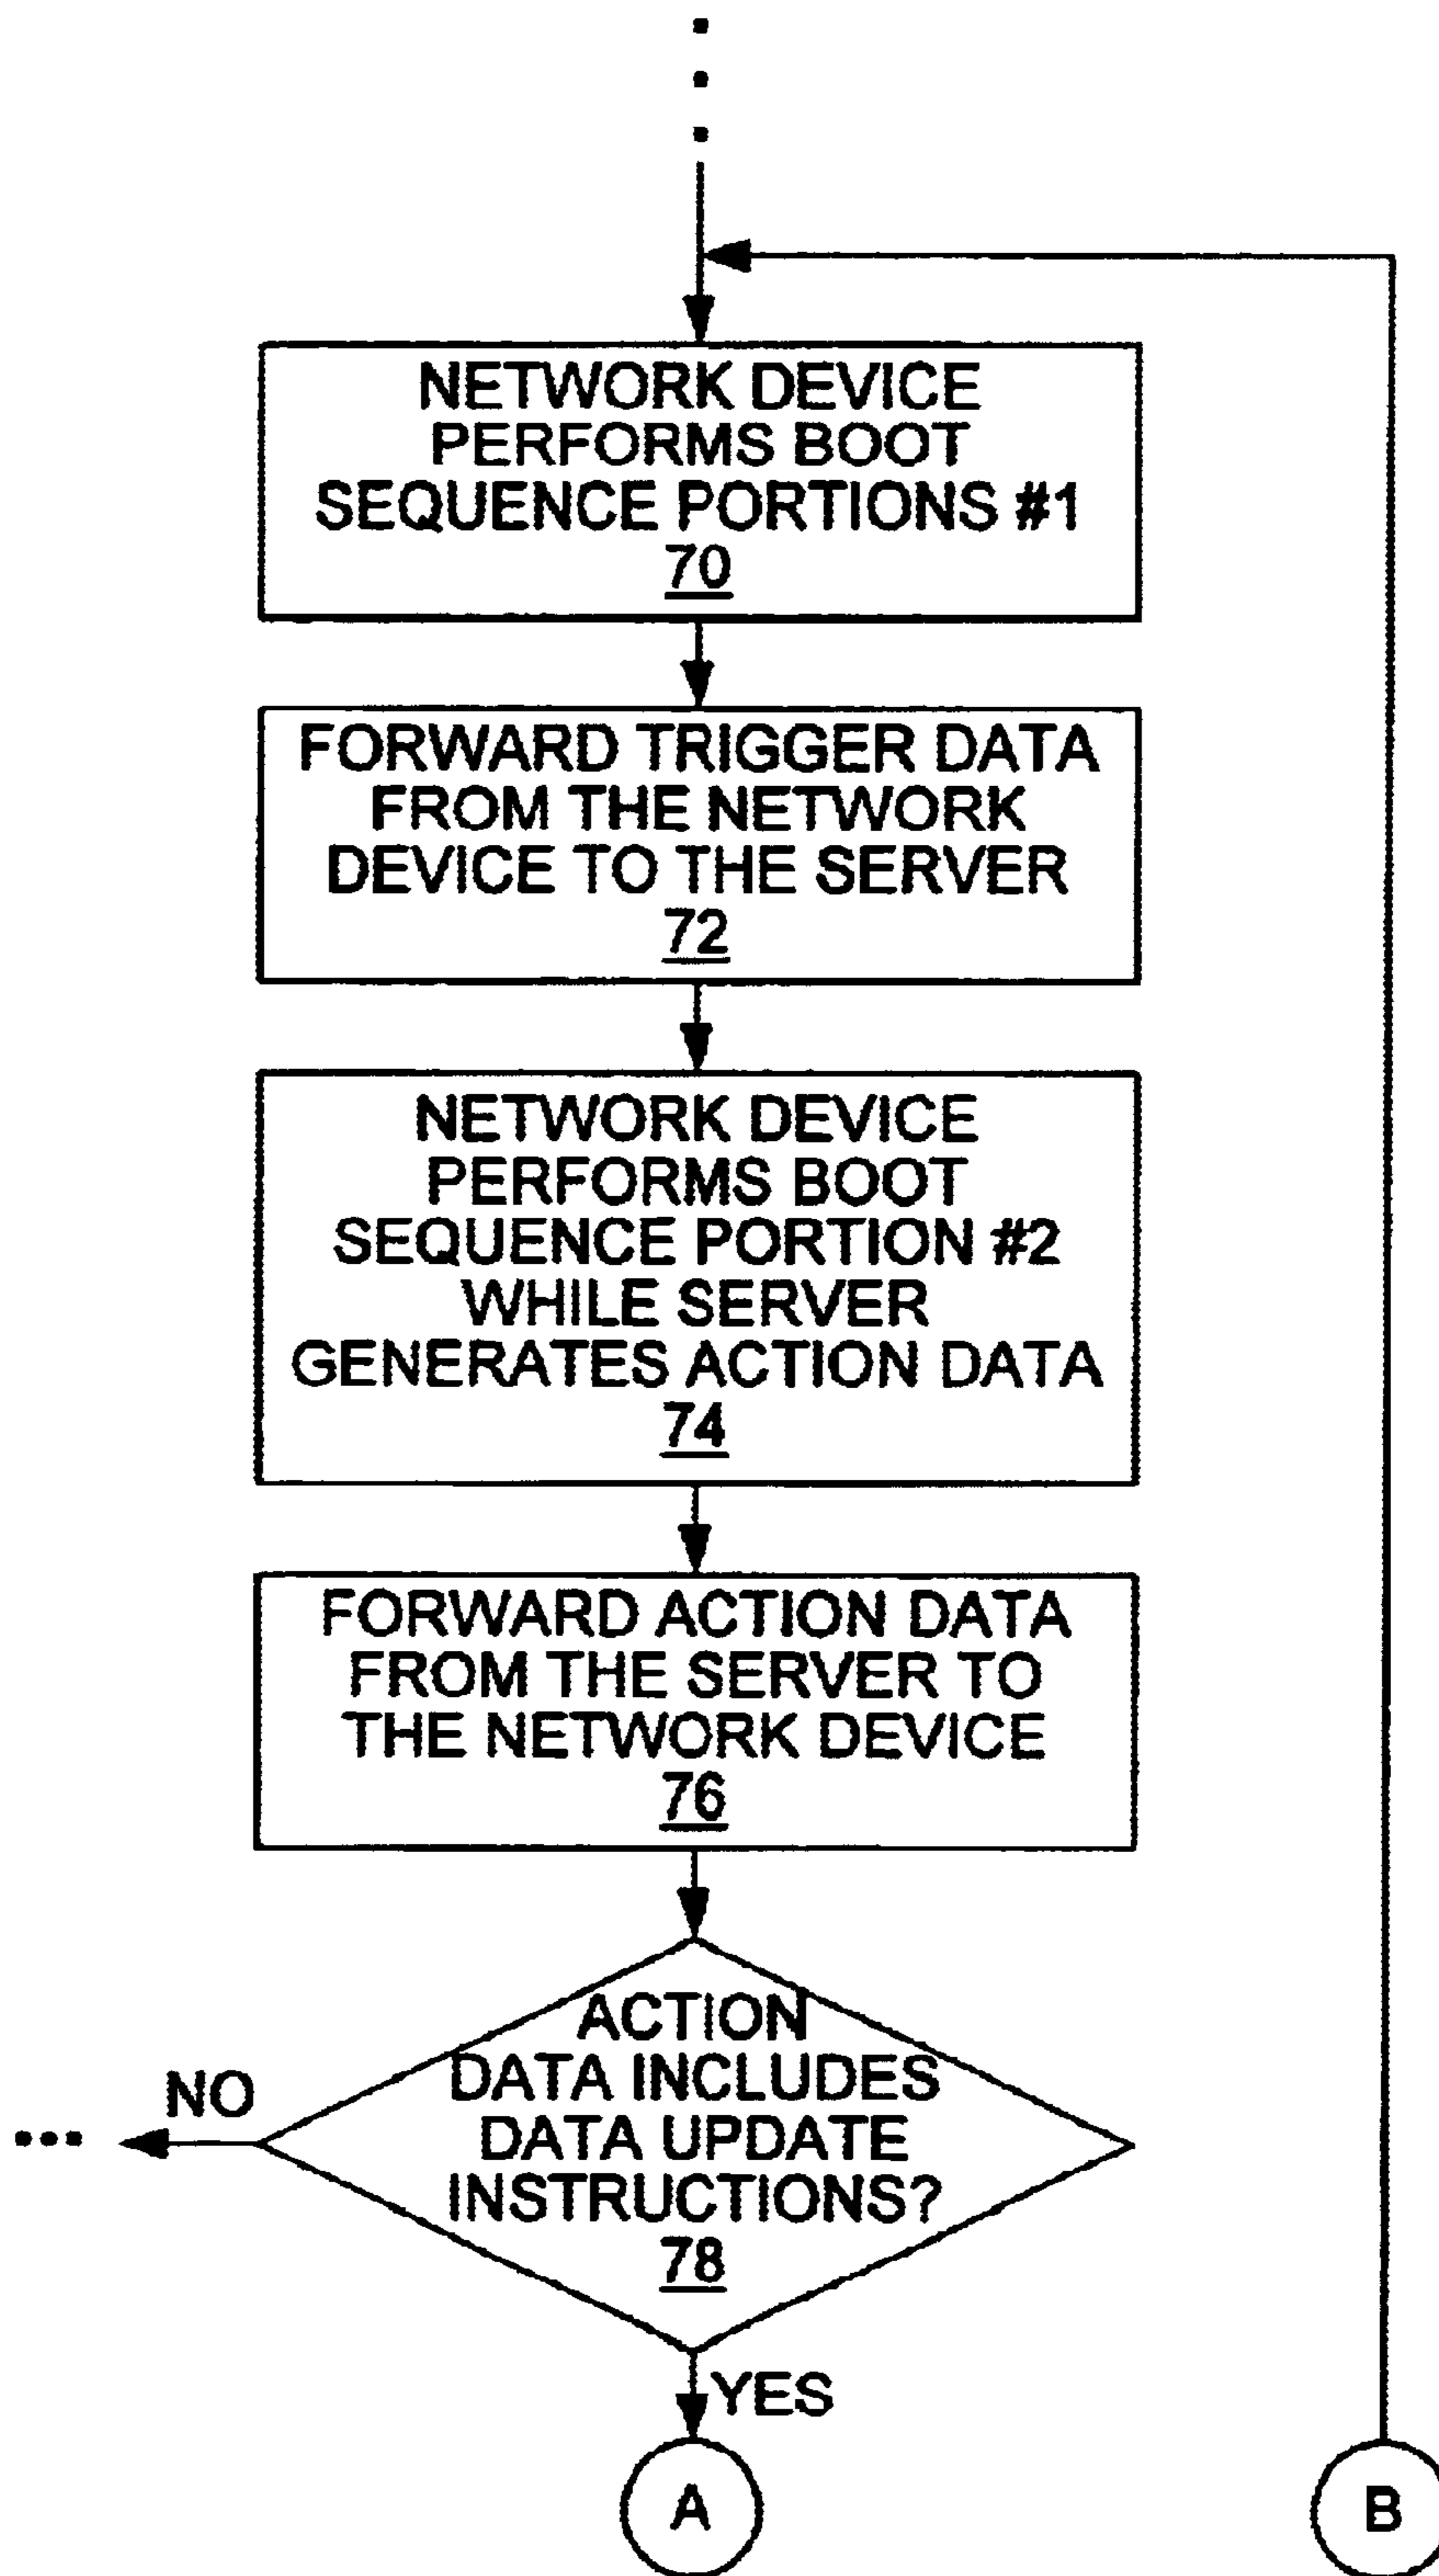 NETWORK DEVICE
PERFORMS BOOT
SEQUENCE PORTIONS #1
70
FORWARD TRIGGER DATA
FROM THE NETWORK
DEVICE TO THE SERVER
72
NETWORK DEVICE
PERFORMS BOOT
SEQUENCE PORTION #2
WHILE SERVER
GENERATES ACTION DATA
74
FORWARD ACTION DATA
FROM THE SERVER TO
THE NETWORK DEVICE
76
ACTION
DATA INCLUDES
DATA UPDATE
INSTRUCTIONS?
78
NO
YES
A
B